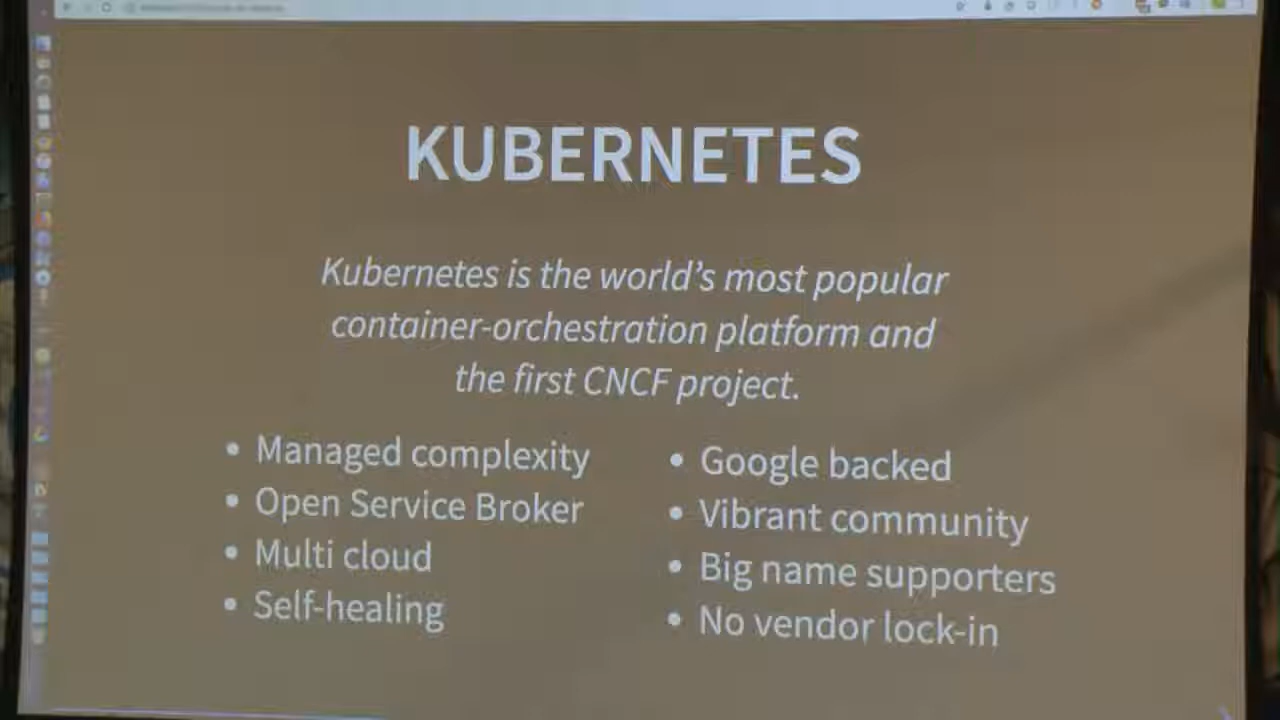 KUBERNETES
Kubernetes is the world's most popular
container-orchestration platform and
the first CNCF project.
• Managed complexity
• Open Service Broker
• Multi cloud
• Self-healing
• Google backed
• Vibrant community
• Big name supporters
• No vendor lock-in